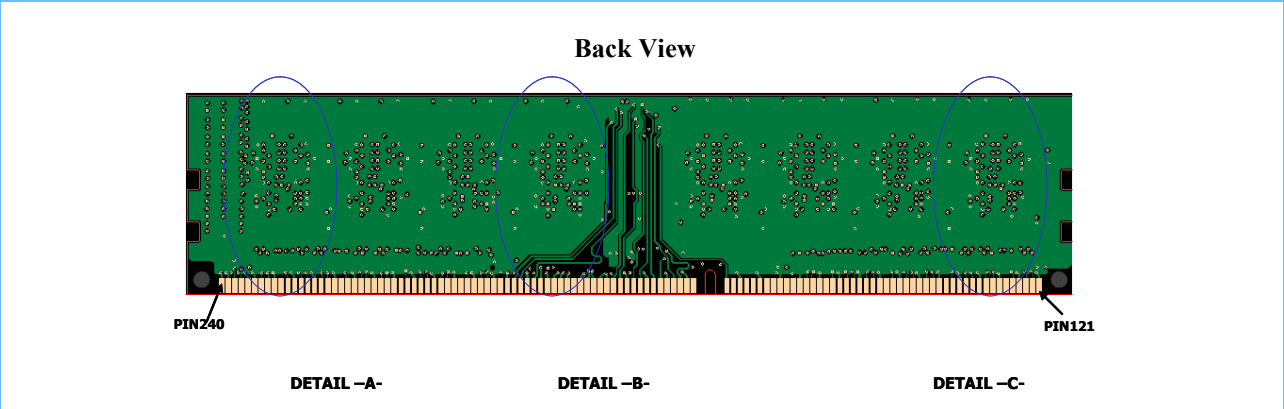 Back View
PIN240
PIN121
DETAIL –A-
DETAIL –B-
DETAIL –C-